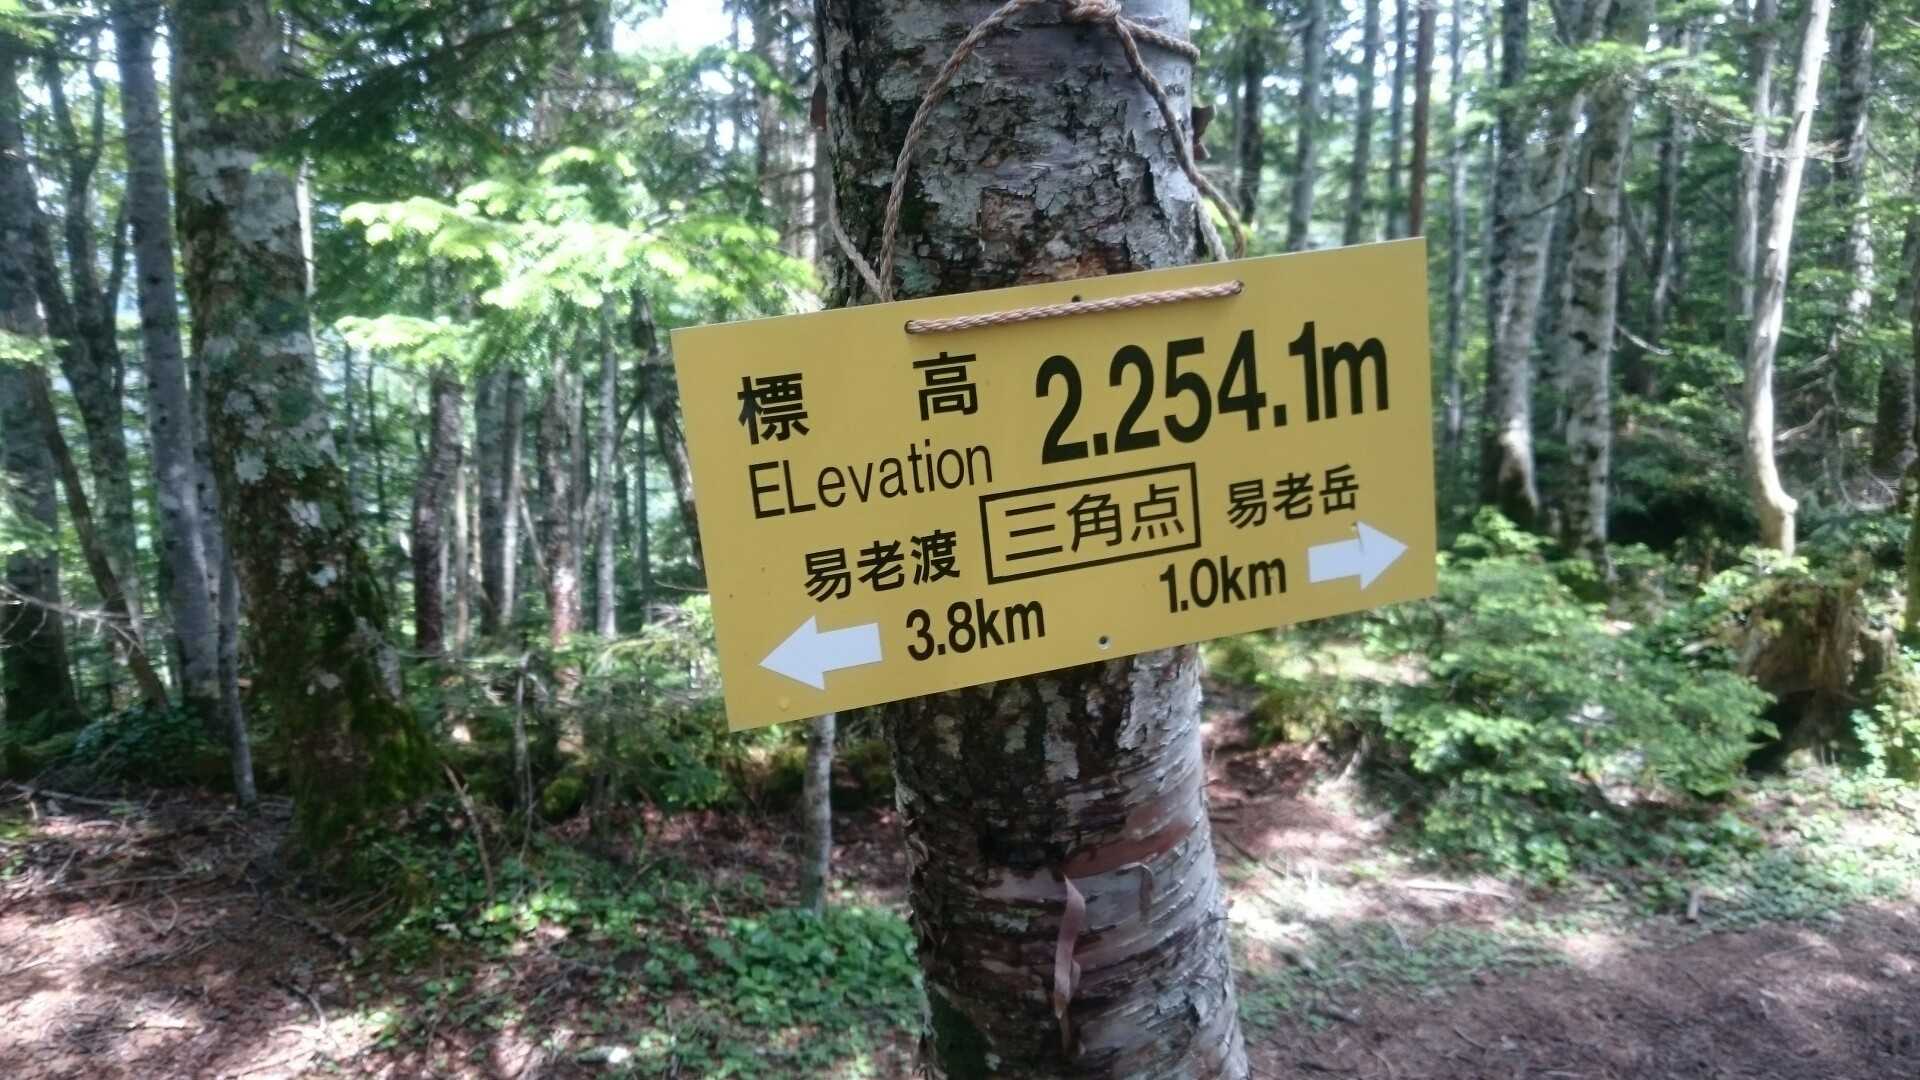 標高 2.254.1m
ELevation
易老渡 三角点 易老岳
3.8km 1.0km